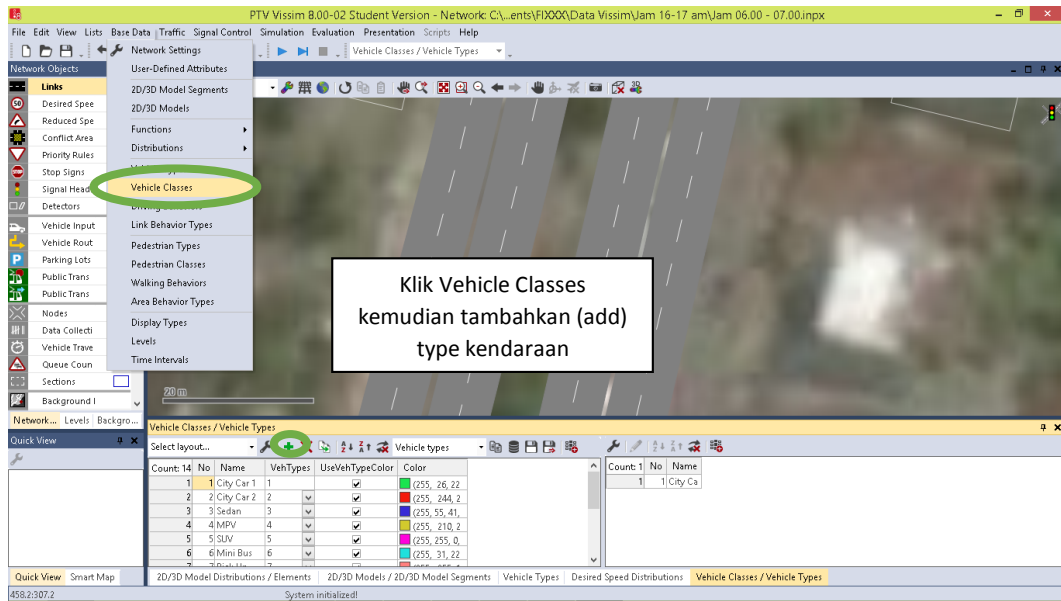 PTV Vissim 8.00-02 Student Version - Network: C:\...ents\FIXXX\Data Vissim\Jam 16-17 am\Jam 06.00 - 07.00.inpx
File Edit View Lists Base Data Traffic Signal Control Simulation Evaluation Presentation Scripts Help
Vehicle Classes / Vehicle Types
Network Objects
Links
Desired Spee
Reduced Spe
Conflict Area
Priority Rules
Stop Signs
Signal Head
Detectors
Vehicle Input
Vehicle Rout
Parking Lots
Public Trans
Public Trans
Nodes
Data Collecti
Vehicle Trave
Queue Coun
Sections
Background I
Network... Levels Backgro...
Network Settings
User-Defined Attributes
2D/3D Model Segments
2D/3D Models
Functions
Distributions
Vehicle Classes
Link Behavior Types
Pedestrian Types
Pedestrian Classes
Walking Behaviors
Area Behavior Types
Display Types
Levels
Time Intervals
Klik Vehicle Classes
kemudian tambahkan (add)
type kendaraan
20 m
Quick View
Quick View Smart Map
Vehicle Classes / Vehicle Types
Select layout... Vehicle types
Count: 14 No Name VehTypes UseVehTypeColor Color
1 1 City Car 1 1 (255, 26, 22
2 2 City Car 2 2 (255, 244, 2
3 3 Sedan 3 (255, 55, 41,
4 4 MPV 4 (255, 210, 2
5 5 SUV 5 (255, 255, 0,
6 6 Mini Bus 6 (255, 31, 22
Count: 1 No Name
1 1 City Ca
2D/3D Model Distributions / Elements 2D/3D Models / 2D/3D Model Segments Vehicle Types Desired Speed Distributions Vehicle Classes / Vehicle Types
458.2:307.2 System initialized!